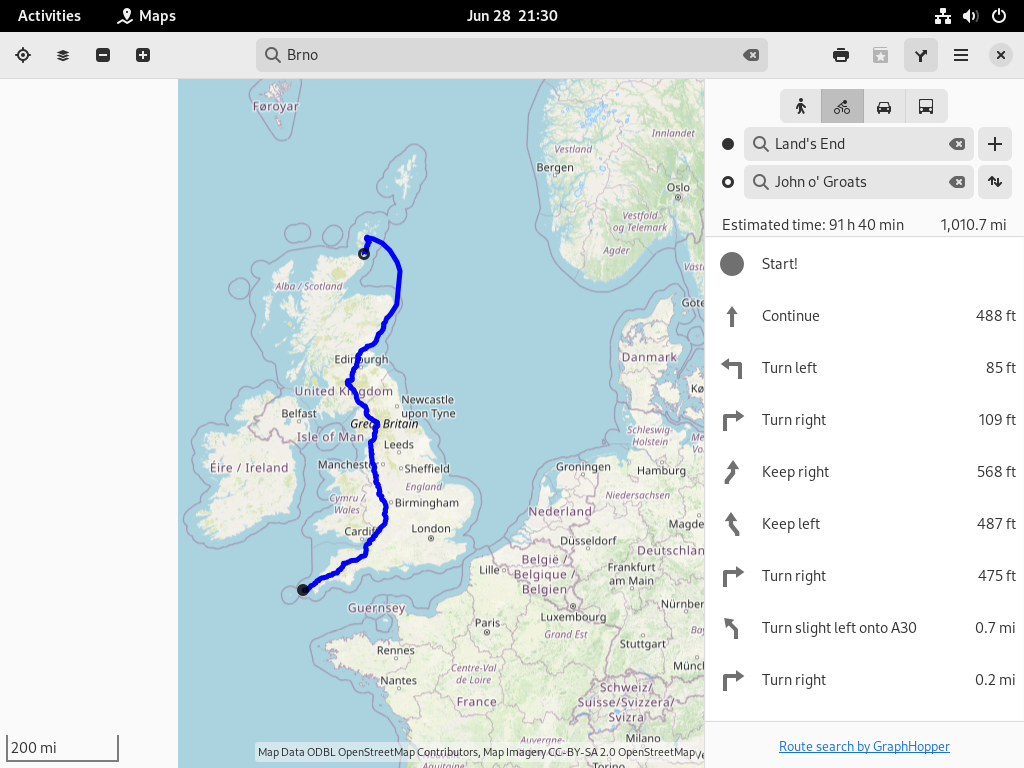 Activities
Maps
Jun 28 21:30
Brno
Land's End
John o' Groats
Estimated time: 91 h 40 min
1,010.7 mi
Start!
Continue
488 ft
Turn left
85 ft
Turn right
109 ft
Keep right
568 ft
Keep left
487 ft
Turn right
475 ft
Turn slight left onto A30
0.7 mi
Turn right
0.2 mi
Route search by GraphHopper
Føroyar
Innlandet
Vestland
Bergen
Oslo
Vestfold
og Telemark
Agder
Alba / Scotland
Edinburgh
United Kingdom
Belfast
Newcastle
upon Tyne
Great Britain
Isle of Man
Leeds
Éire / Ireland
Manchester
Sheffield
England
Cymru /
Wales
Birmingham
Cardiff
London
Danmark
Schleswig-
Holstein
Groningen
Hamburg
Niedersachsen
Nederland
Düsseldorf
Deutschland
België /
Belgique /
Belgien
Lille
Frankfurt
am Main
Luxembourg
Guernsey
Paris
Grand Est
Stuttgart
Rennes
Nantes
Centre-Val
de Loire
France
Schweiz/
Suisse/Svizzera/
Svizra
Milano
200 mi
Map Data ODBL OpenStreetMap Contributors, Map Imagery CC-BY-SA 2.0 OpenStreetMap